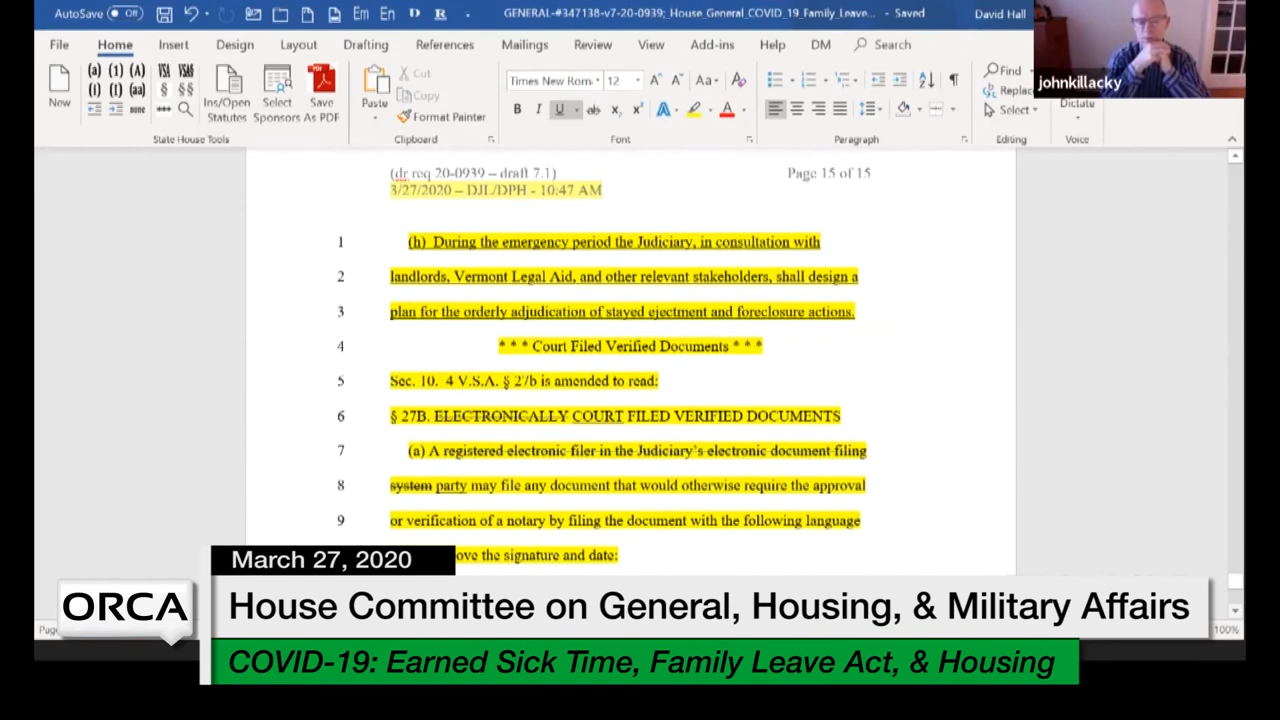 AutoSave Off GENERAL-#347138-v7-20-0939;_House_General_COVID_19_Family_Leave... - Saved David Hall
File Home Insert Design Layout Drafting References Mailings Review View Add-ins Help DM Search
New
Ins/Open Statutes
Select Sponsors
Save As PDF
State House Tools
Paste
Cut
Copy
Format Painter
Clipboard
Times New Rom 12
Font
Paragraph
Find
Replac
Select
Editing
Dictate
Voice
johnkillacky
(dr req 20-0939 – draft 7.1) Page 15 of 15
3/27/2020 – DJL/DPH - 10:47 AM
1 (h) During the emergency period the Judiciary, in consultation with
2 landlords, Vermont Legal Aid, and other relevant stakeholders, shall design a
3 plan for the orderly adjudication of stayed ejectment and foreclosure actions.
4 * * * Court Filed Verified Documents * * *
5 Sec. 10. 4 V.S.A. § 27b is amended to read:
6 § 27B. ELECTRONICALLY COURT FILED VERIFIED DOCUMENTS
7 (a) A registered electronic filer in the Judiciary's electronic document filing
8 system party may file any document that would otherwise require the approval
9 or verification of a notary by filing the document with the following language
ove the signature and date:
March 27, 2020
ORCA
House Committee on General, Housing, & Military Affairs
COVID-19: Earned Sick Time, Family Leave Act, & Housing
100%